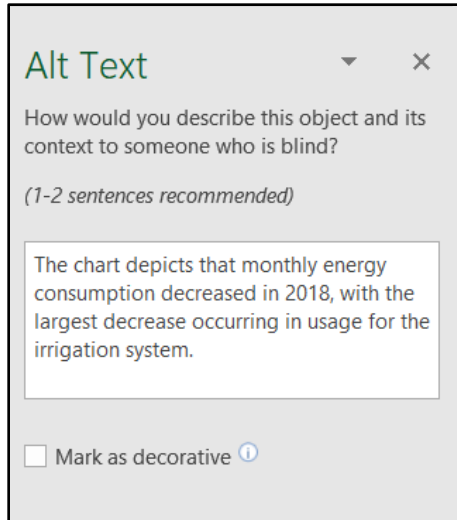 Alt Text
How would you describe this object and its
context to someone who is blind?
(1-2 sentences recommended)
The chart depicts that monthly energy
consumption decreased in 2018, with the
largest decrease occurring in usage for the
irrigation system.
Mark as decorative